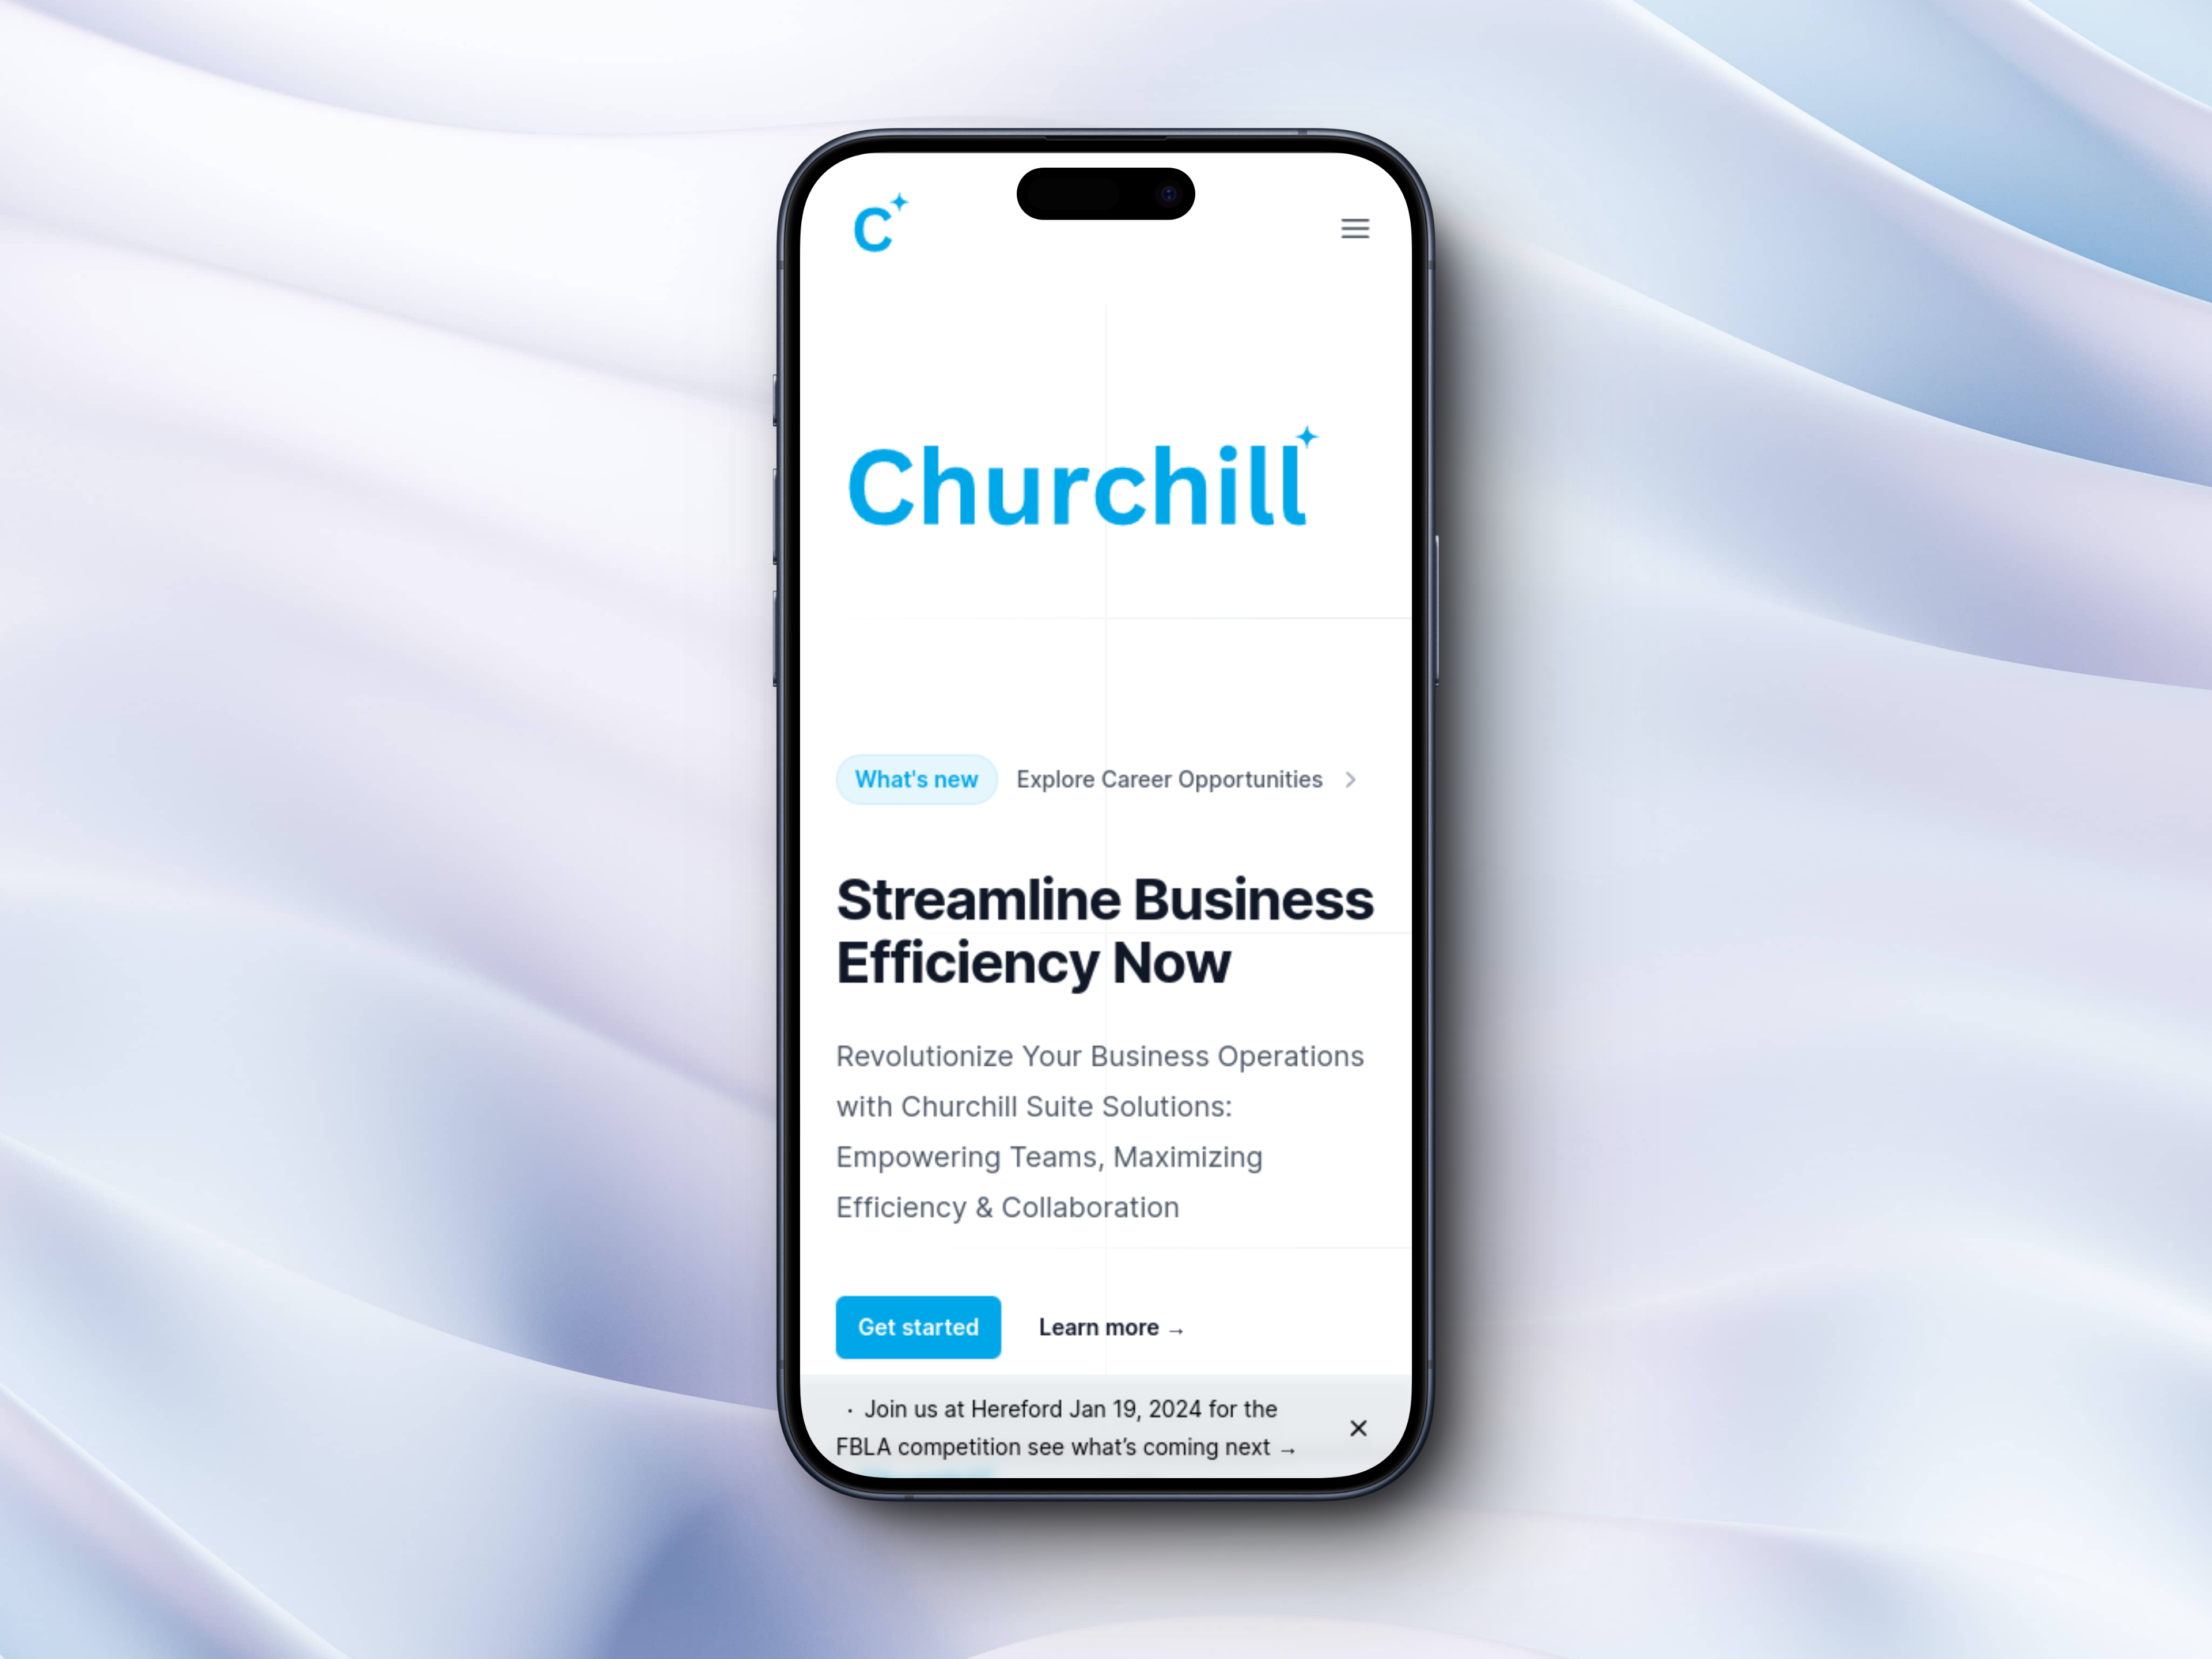 C
Churchill
What's new Explore Career Opportunities
Streamline Business
Efficiency Now
Revolutionize Your Business Operations
with Churchill Suite Solutions:
Empowering Teams, Maximizing
Efficiency & Collaboration
Get started Learn more →
· Join us at Hereford Jan 19, 2024 for the
FBLA competition see what’s coming next →